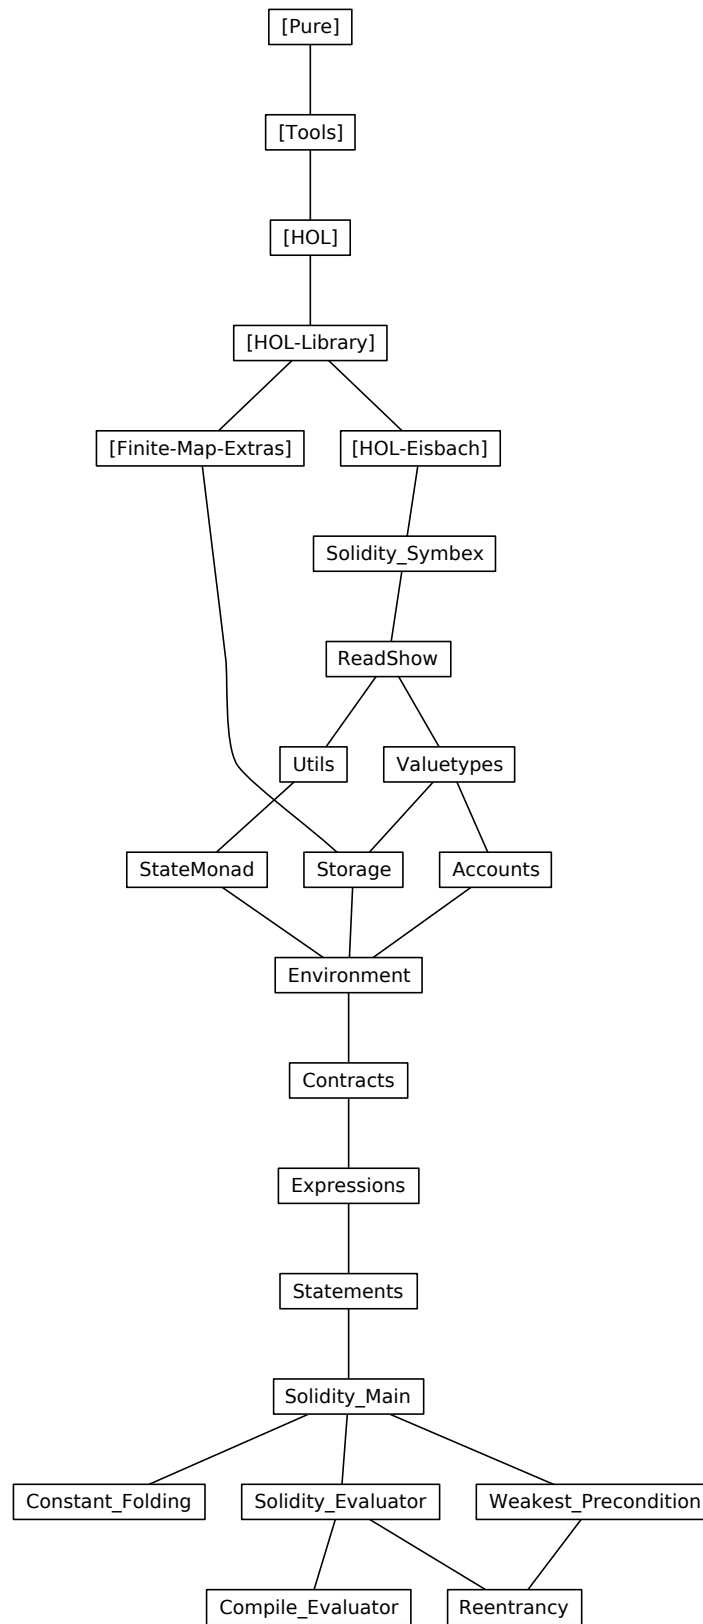 [Pure]
[Tools]
[HOL]
[HOL-Library]
[Finite-Map-Extras]
[HOL-Eisbach]
Solidity_Symbex
ReadShow
Utils
Valuetypes
StateMonad
Storage
Accounts
Environment
Contracts
Expressions
Statements
Solidity_Main
Constant_Folding
Solidity_Evaluator
Weakest_Precondition
Compile_Evaluator
Reentrancy